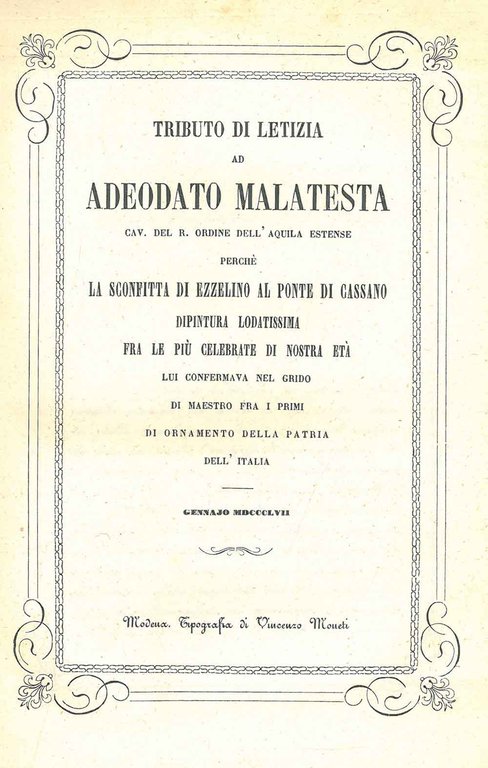 TRIBUTO DI LETIZIA
AD
ADEODATO MALATESTA
CAV. DEL R. ORDINE DELL' AQUILA ESTENSE
PERCHÈ
LA SCONFITTA DI EZZELINO AL PONTE DI CASSANO
DIPINTURA LODATISSIMA
FRA LE PIÙ CELEBRATE DI NOSTRA ETÀ
LUI CONFERMAVA NEL GRIDO
DI MAESTRO FRA I PRIMI
DI ORNAMENTO DELLA PATRIA
DELL' ITALIA
GENNAJO MDCCCLVII
Modena. Tipografia di Vincenzo Moneti